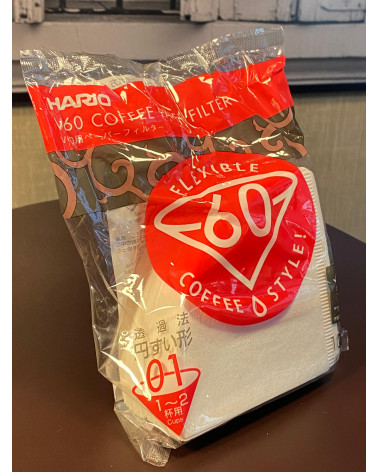 HARIO
V60 COFFEE FILTER
V60用ペーパーフィルター
FLEXIBLE
60
COFFEE STYLE!
透過法
円すい形
01
1～2
杯用
Cups